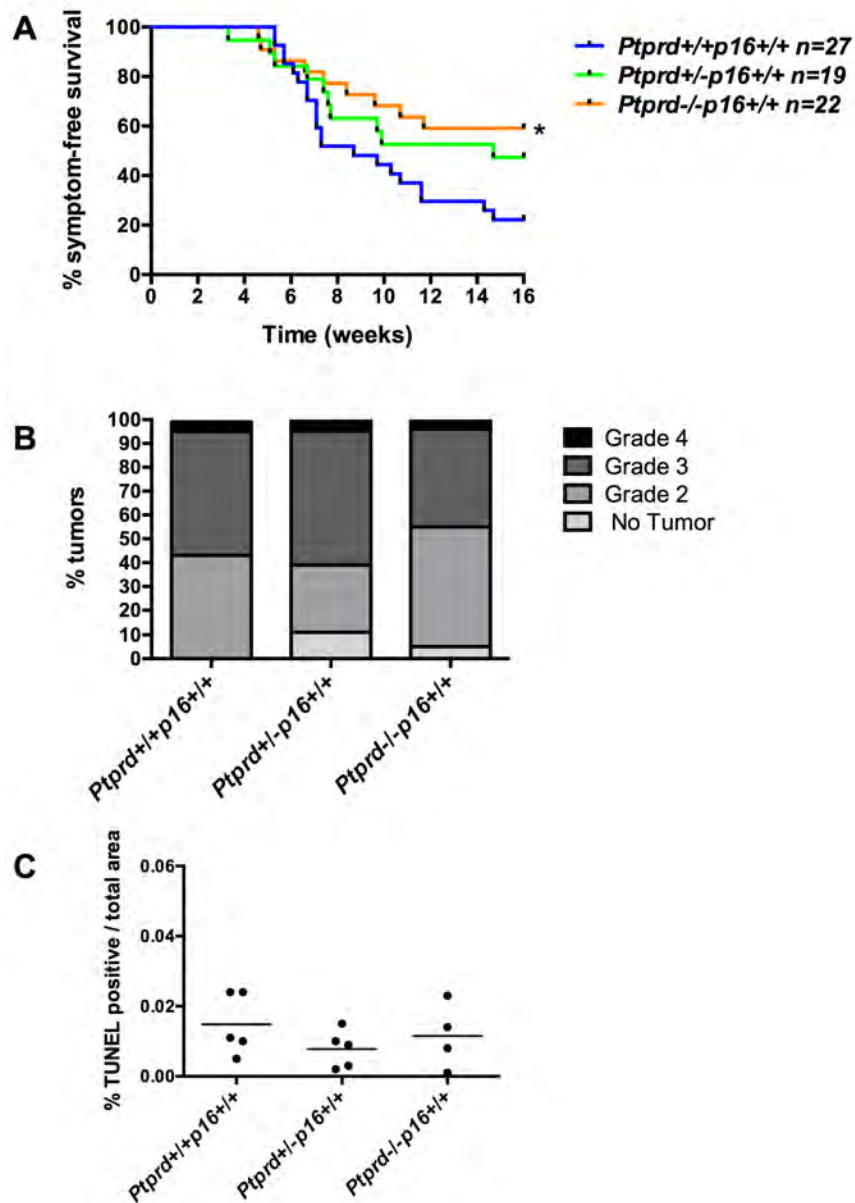 A
% symptom-free survival
100
80
60
40
20
0
0 2 4 6 8 10 12 14 16
Time (weeks)
*
Ptprd+/+p16+/+ n=27
Ptprd+/-p16+/+ n=19
Ptprd-/-p16+/+ n=22
B
% tumors
100
90
80
70
60
50
40
30
20
10
0
Ptprd+/+p16+/+
Ptprd+/-p16+/+
Ptprd-/-p16+/+
Grade 4
Grade 3
Grade 2
No Tumor
C
% TUNEL positive / total area
0.06
0.04
0.02
0.00
Ptprd+/+p16+/+
Ptprd+/-p16+/+
Ptprd-/-p16+/+